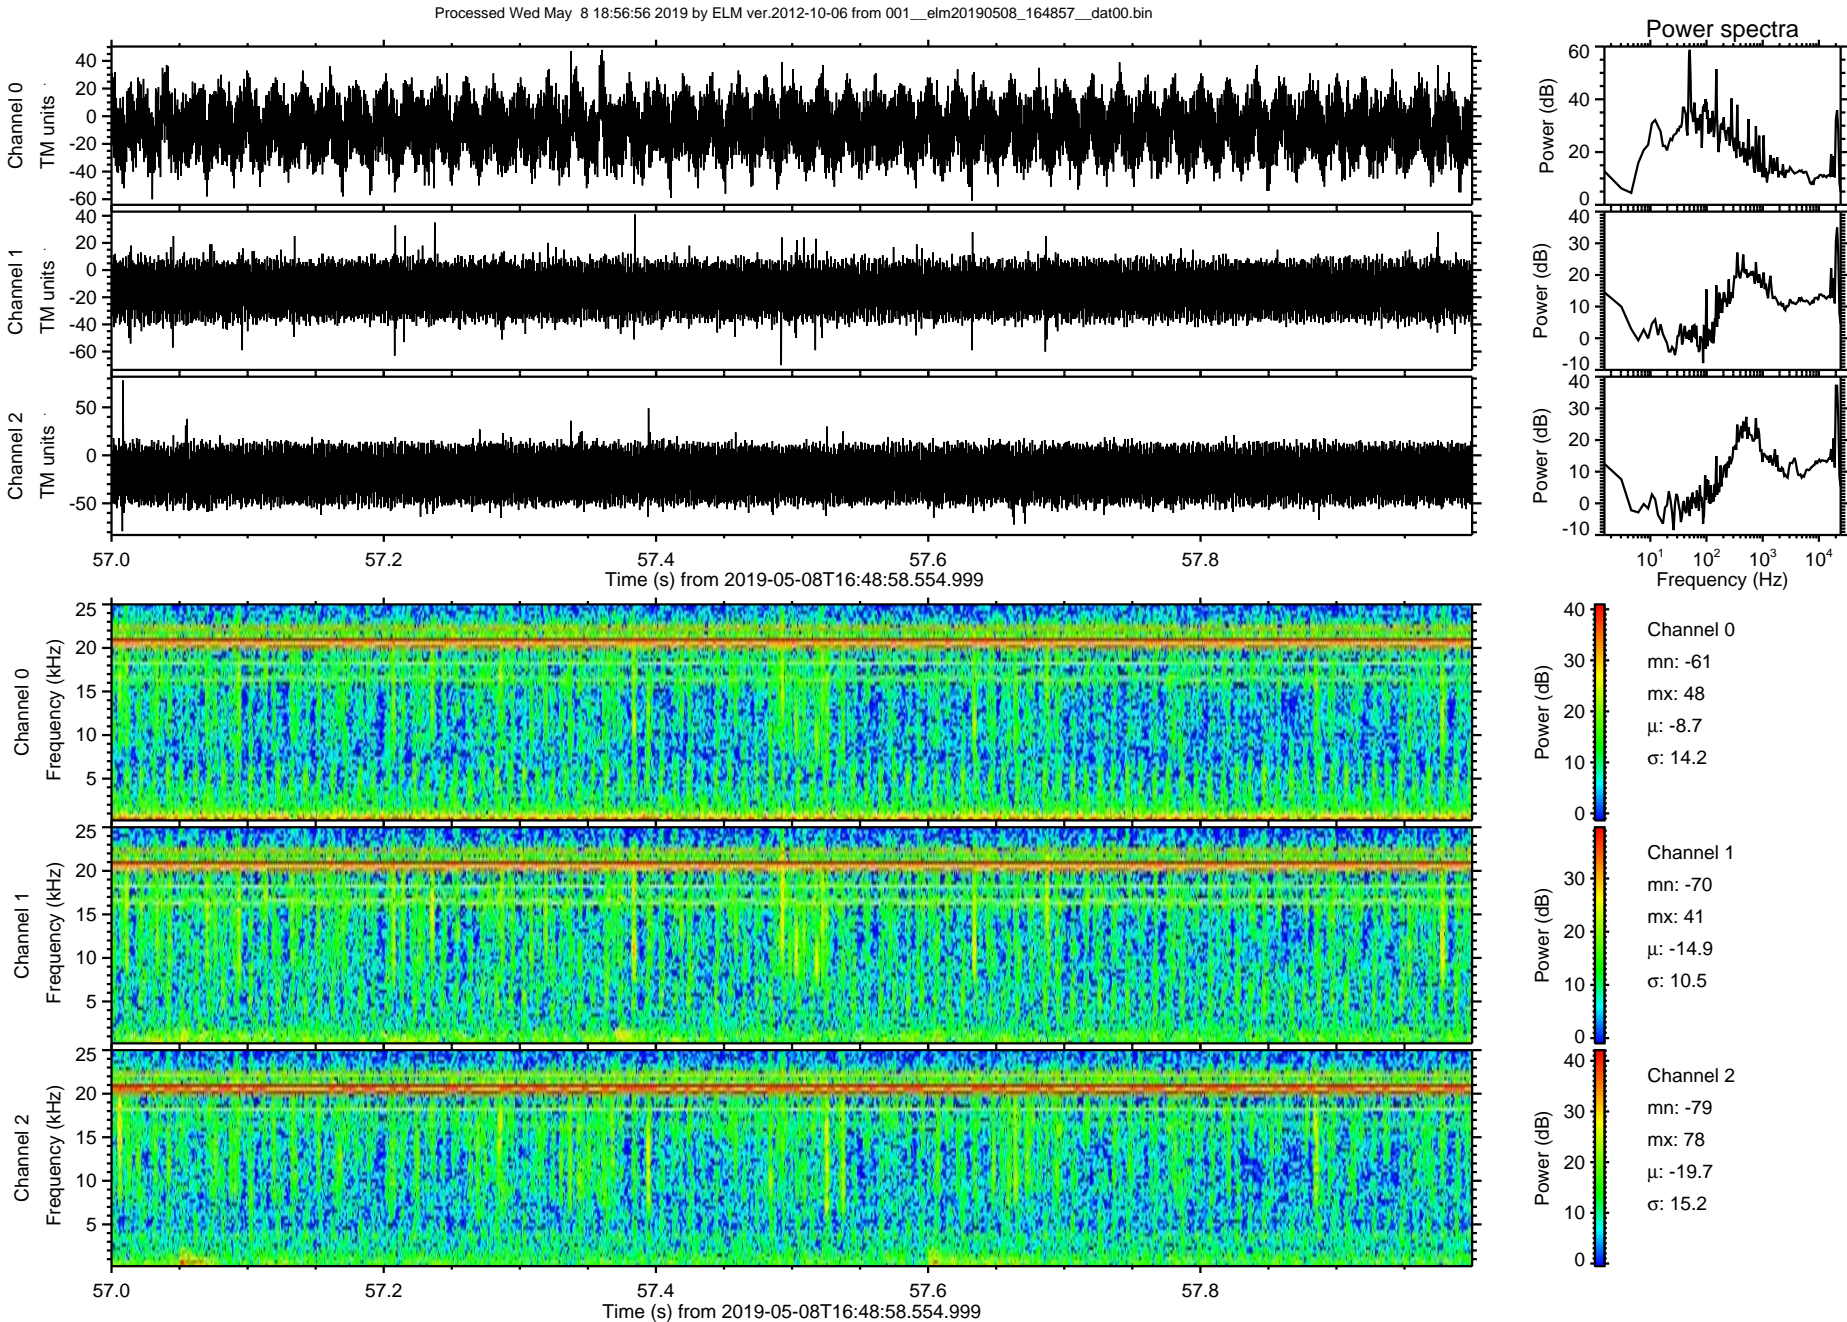 Processed Wed May  8 18:56:56 2019 by ELM ver.2012-10-06 from 001__elm20190508_164857__dat00.bin
Power spectra
Channel 0
TM units
40
20
0
-20
-40
-60
Power (dB)
60
40
20
0
Channel 1
TM units
40
20
0
-20
-40
-60
Power (dB)
40
30
20
10
0
-10
Channel 2
TM units
50
0
-50
Power (dB)
40
30
20
10
0
-10
57.0 57.2 57.4 57.6 57.8
Time (s) from 2019-05-08T16:48:58.554.999
10^1 10^2 10^3 10^4
Frequency (Hz)
Channel 0
Frequency (kHz)
25
20
15
10
5
Power (dB)
40
30
20
10
0
Channel 0
mn: -61
mx: 48
μ: -8.7
σ: 14.2
Channel 1
Frequency (kHz)
25
20
15
10
5
Power (dB)
30
20
10
0
Channel 1
mn: -70
mx: 41
μ: -14.9
σ: 10.5
Channel 2
Frequency (kHz)
25
20
15
10
5
Power (dB)
40
30
20
10
0
Channel 2
mn: -79
mx: 78
μ: -19.7
σ: 15.2
57.0 57.2 57.4 57.6 57.8
Time (s) from 2019-05-08T16:48:58.554.999